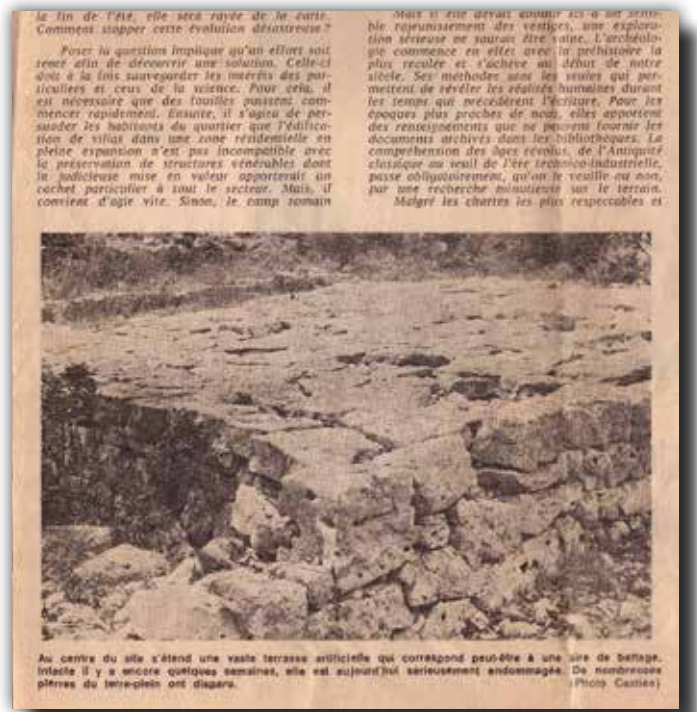 la fin de l'été, elle sera rayée de la carte.
Comment stopper cette évolution désastreuse ?
Poser la question implique qu'un effort soit
tenté afin de découvrir une solution. Celle-ci
doit à la fois sauvegarder les intérêts des par-
ticuliers et ceux de la science. Pour cela, il
est nécessaire que des fouilles puissent com-
mencer rapidement. Ensuite, il s'agira de per-
suader les habitants du quartier que l'édifica-
tion de villas dans une zone résidentielle en
pleine expansion n'est pas incompatible avec
la préservation de structures vénérables dont
la judicieuse mise en valeur apporterait un
cachet particulier à tout le secteur. Mais, il
convient d'agir vite. Sinon, le camp romain
Mais si elle devait aboutir ici à un sensi-
ble rajeunissement des vestiges, une explora-
tion sérieuse ne saurait être vaine. L'archéolo-
gie commence en effet avec la préhistoire la
plus reculée et s'achève au début de notre
siècle. Ses méthodes sont les seules qui per-
mettent de révéler les réalités humaines durant
les temps qui précédèrent l'écriture. Pour les
époques plus proches de nous, elles apportent
des renseignements que ne peuvent fournir les
documents archivés dans les bibliothèques. La
compréhension des âges révolus, de l'Antiquité
classique au seuil de l'ère technico-industrielle,
passe obligatoirement, qu'on le veuille ou non,
par une recherche minutieuse sur le terrain.
Malgré les chartes les plus respectables et
Au centre du site s'étend une vaste terrasse artificielle qui correspond peut-être à une aire de battage.
Intacte il y a encore quelques semaines, elle est aujourd'hui sérieusement endommagée. De nombreuses
pierres du terre-plein ont disparu. (Photo Casties)